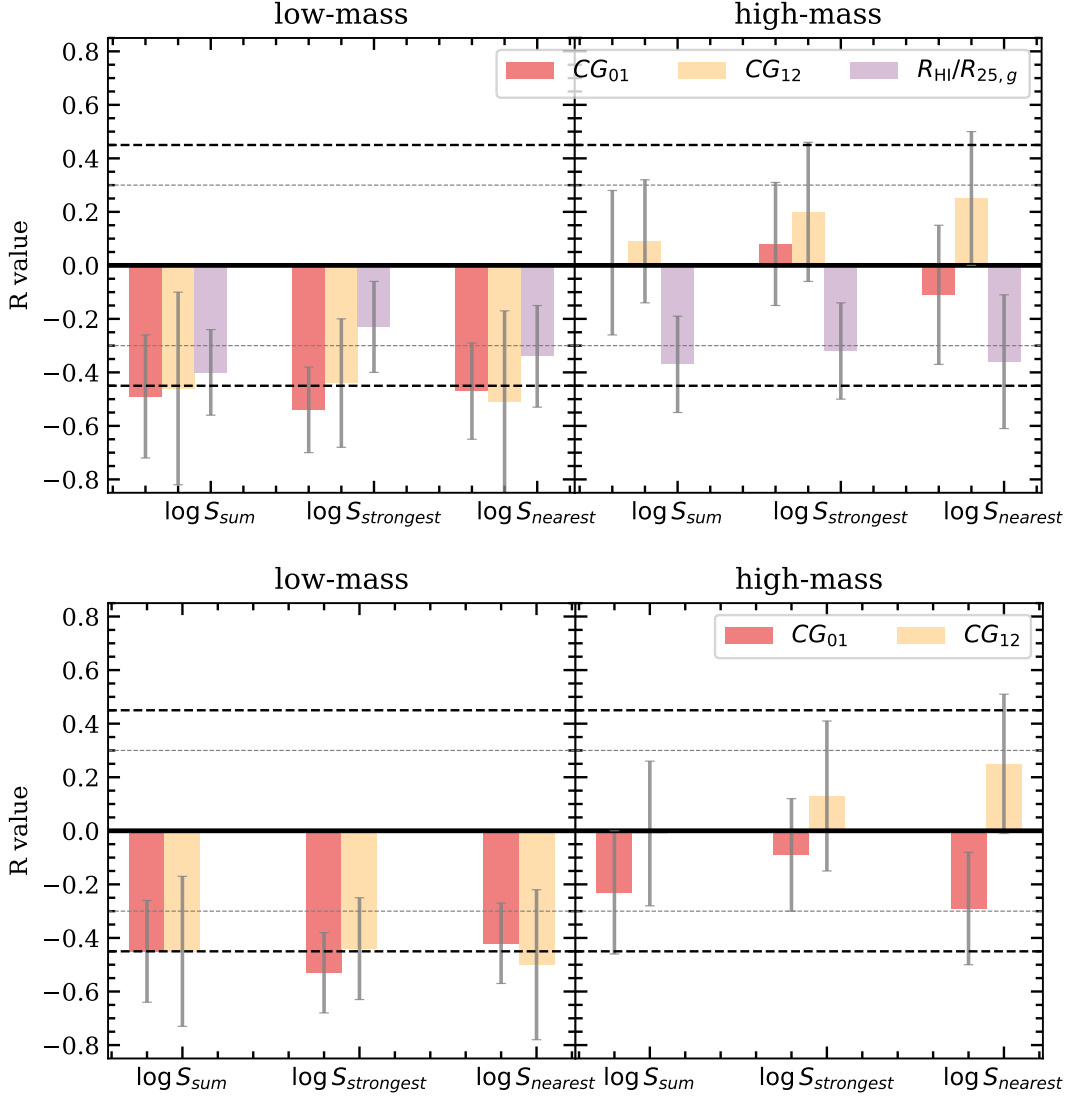 low-mass high-mass
0.8
0.6
0.4
0.2
0.0
−0.2
−0.4
−0.6
−0.8
R value
CG01 CG12 RHI/R25,g
log Ssum log Sstrongest log Snearest log Ssum log Sstrongest log Snearest
low-mass high-mass
0.8
0.6
0.4
0.2
0.0
−0.2
−0.4
−0.6
−0.8
R value
CG01 CG12
log Ssum log Sstrongest log Snearest log Ssum log Sstrongest log Snearest